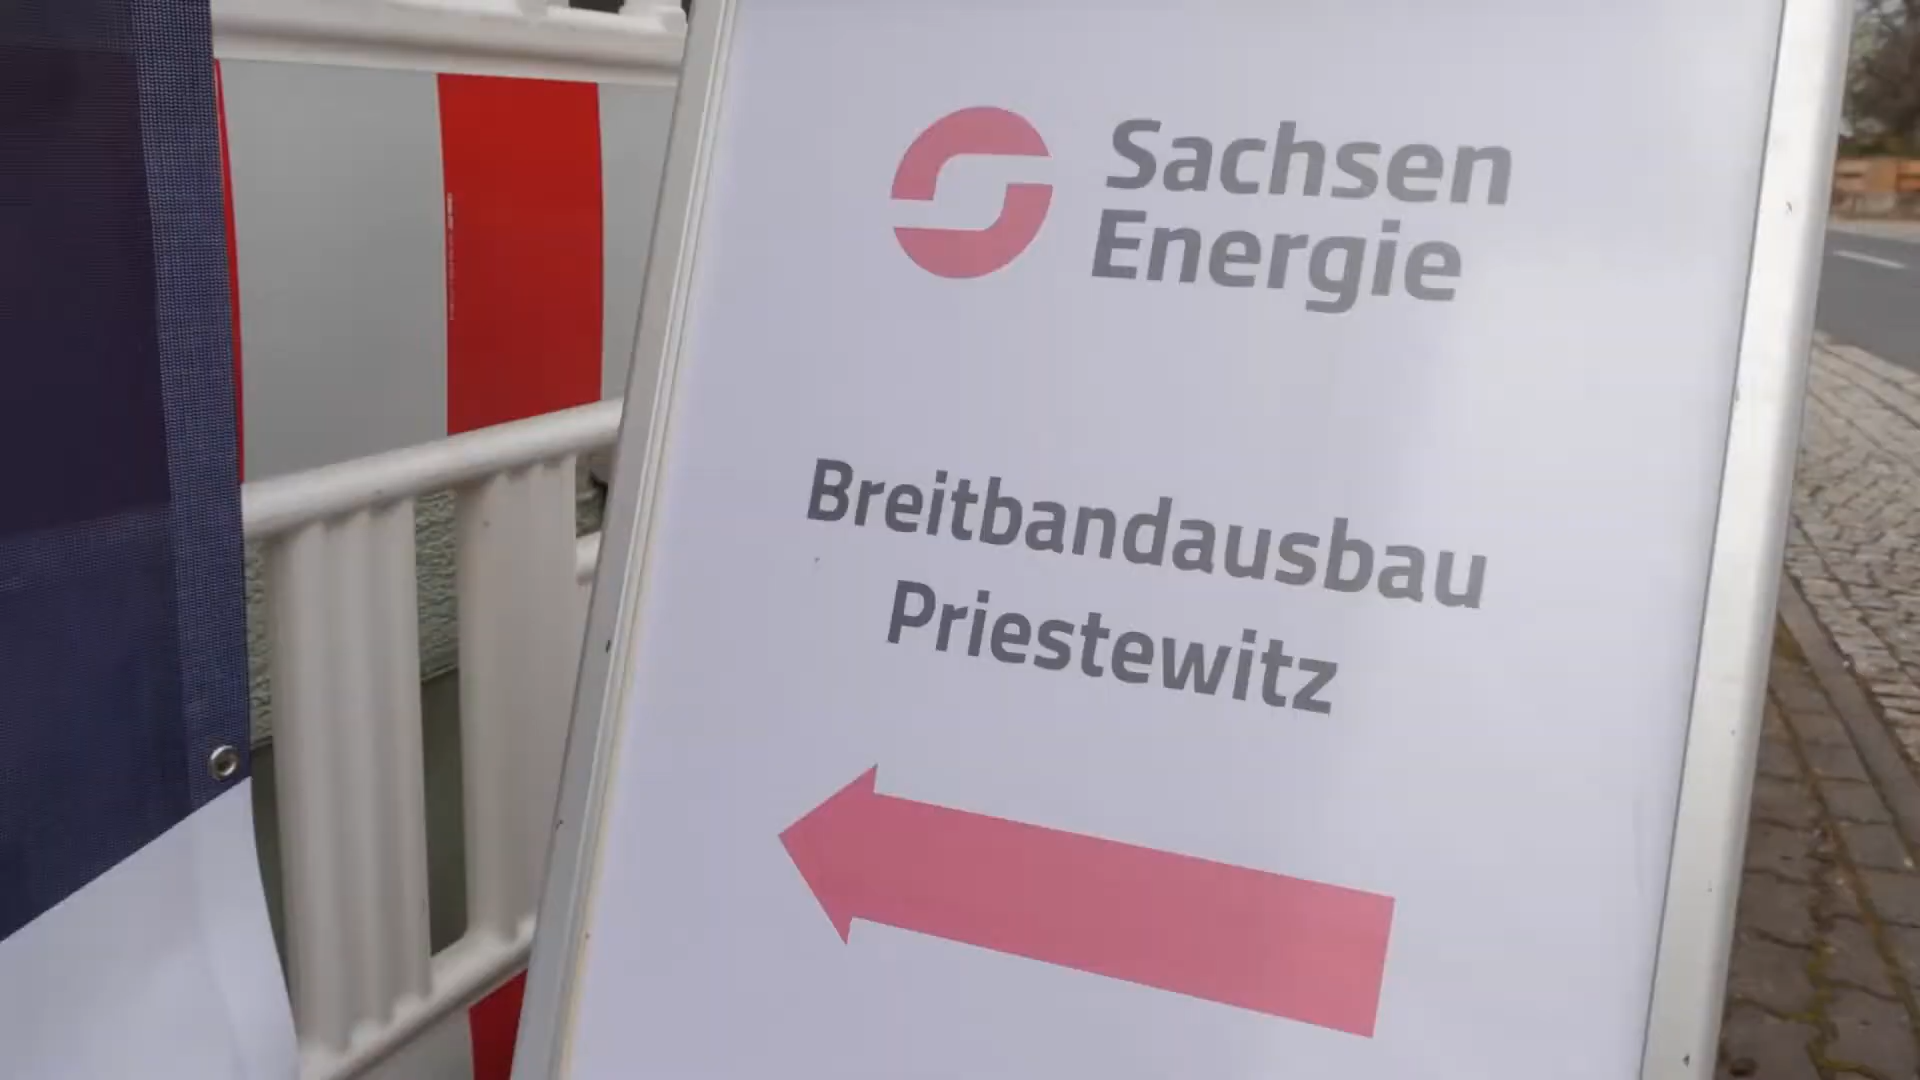 Sachsen
Energie
Breitbandausbau
Priestewitz